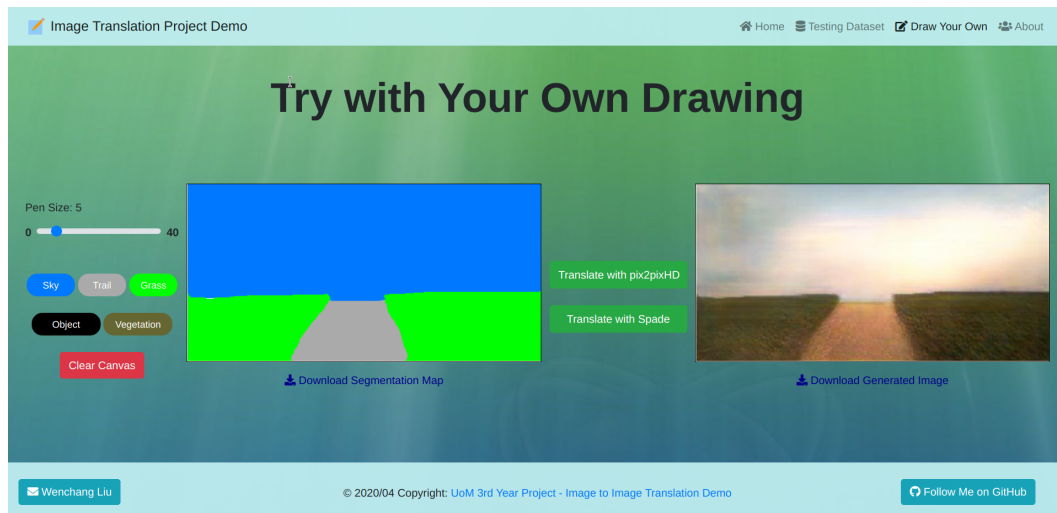 Image Translation Project Demo
Home Testing Dataset Draw Your Own About
Try with Your Own Drawing
Pen Size: 5
0 40
Sky Trail Grass
Object Vegetation
Clear Canvas
Download Segmentation Map
Translate with pix2pixHD
Translate with Spade
Download Generated Image
Wenchang Liu
© 2020/04 Copyright: UoM 3rd Year Project - Image to Image Translation Demo
Follow Me on GitHub